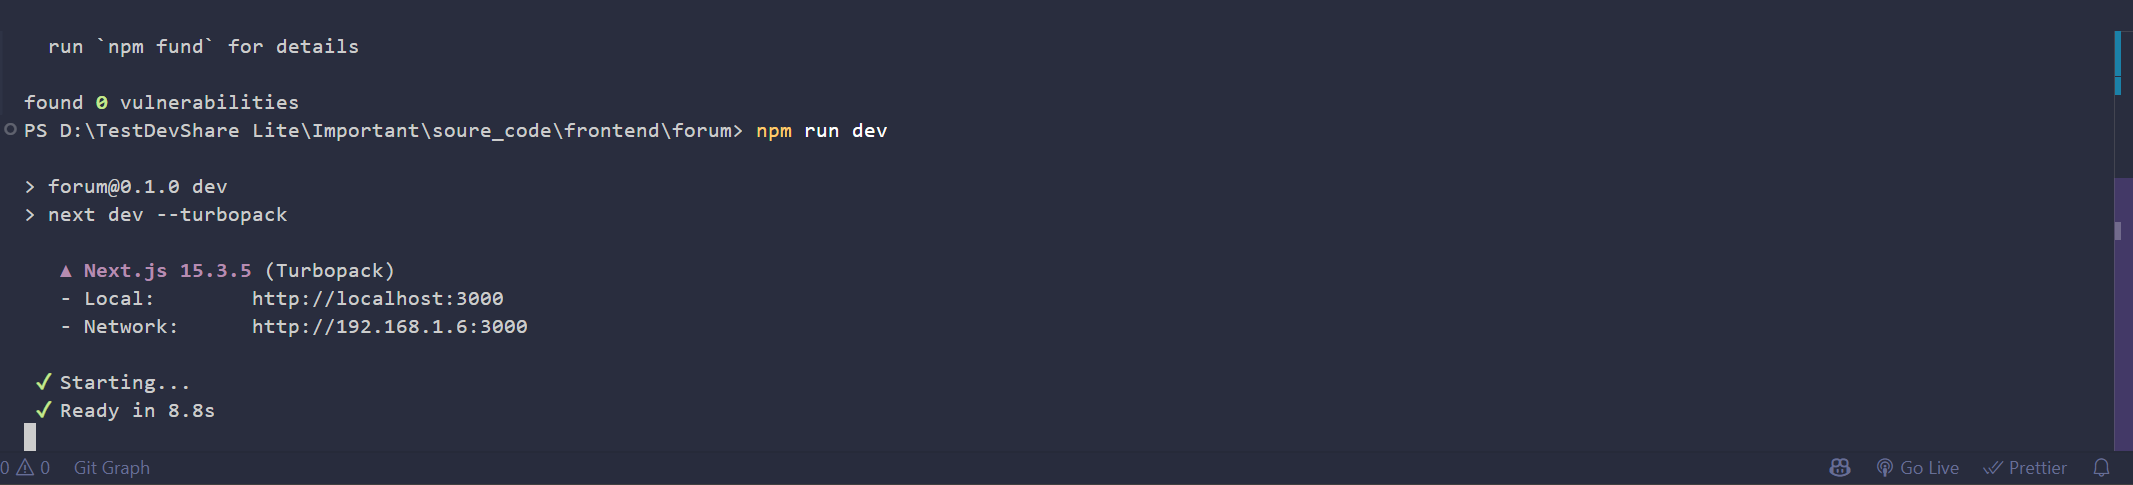 run `npm fund` for details
found 0 vulnerabilities
PS D:\TestDevShare Lite\Important\soure_code\frontend\forum> npm run dev
> forum@0.1.0 dev
> next dev --turbopack
▲ Next.js 15.3.5 (Turbopack)
- Local: http://localhost:3000
- Network: http://192.168.1.6:3000
✓ Starting...
✓ Ready in 8.8s
0 ⚠ 0 Git Graph Go Live Prettier